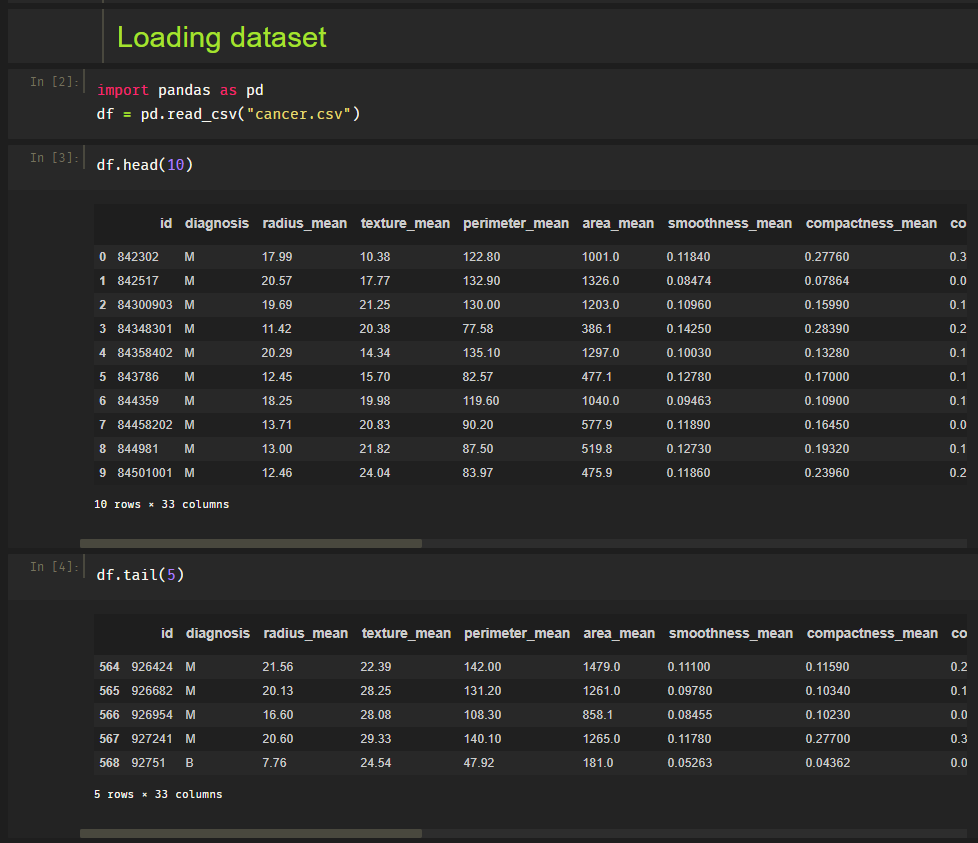 Loading dataset
In [2]:
import pandas as pd
df = pd.read_csv("cancer.csv")
In [3]:
df.head(10)
id diagnosis radius_mean texture_mean perimeter_mean area_mean smoothness_mean compactness_mean co
0 842302 M 17.99 10.38 122.80 1001.0 0.11840 0.27760 0.3
1 842517 M 20.57 17.77 132.90 1326.0 0.08474 0.07864 0.0
2 84300903 M 19.69 21.25 130.00 1203.0 0.10960 0.15990 0.1
3 84348301 M 11.42 20.38 77.58 386.1 0.14250 0.28390 0.2
4 84358402 M 20.29 14.34 135.10 1297.0 0.10030 0.13280 0.1
5 843786 M 12.45 15.70 82.57 477.1 0.12780 0.17000 0.1
6 844359 M 18.25 19.98 119.60 1040.0 0.09463 0.10900 0.1
7 84458202 M 13.71 20.83 90.20 577.9 0.11890 0.16450 0.0
8 844981 M 13.00 21.82 87.50 519.8 0.12730 0.19320 0.1
9 84501001 M 12.46 24.04 83.97 475.9 0.11860 0.23960 0.2
10 rows × 33 columns
In [4]:
df.tail(5)
id diagnosis radius_mean texture_mean perimeter_mean area_mean smoothness_mean compactness_mean co
564 926424 M 21.56 22.39 142.00 1479.0 0.11100 0.11590 0.2
565 926682 M 20.13 28.25 131.20 1261.0 0.09780 0.10340 0.1
566 926954 M 16.60 28.08 108.30 858.1 0.08455 0.10230 0.0
567 927241 M 20.60 29.33 140.10 1265.0 0.11780 0.27700 0.3
568 92751 B 7.76 24.54 47.92 181.0 0.05263 0.04362 0.0
5 rows × 33 columns